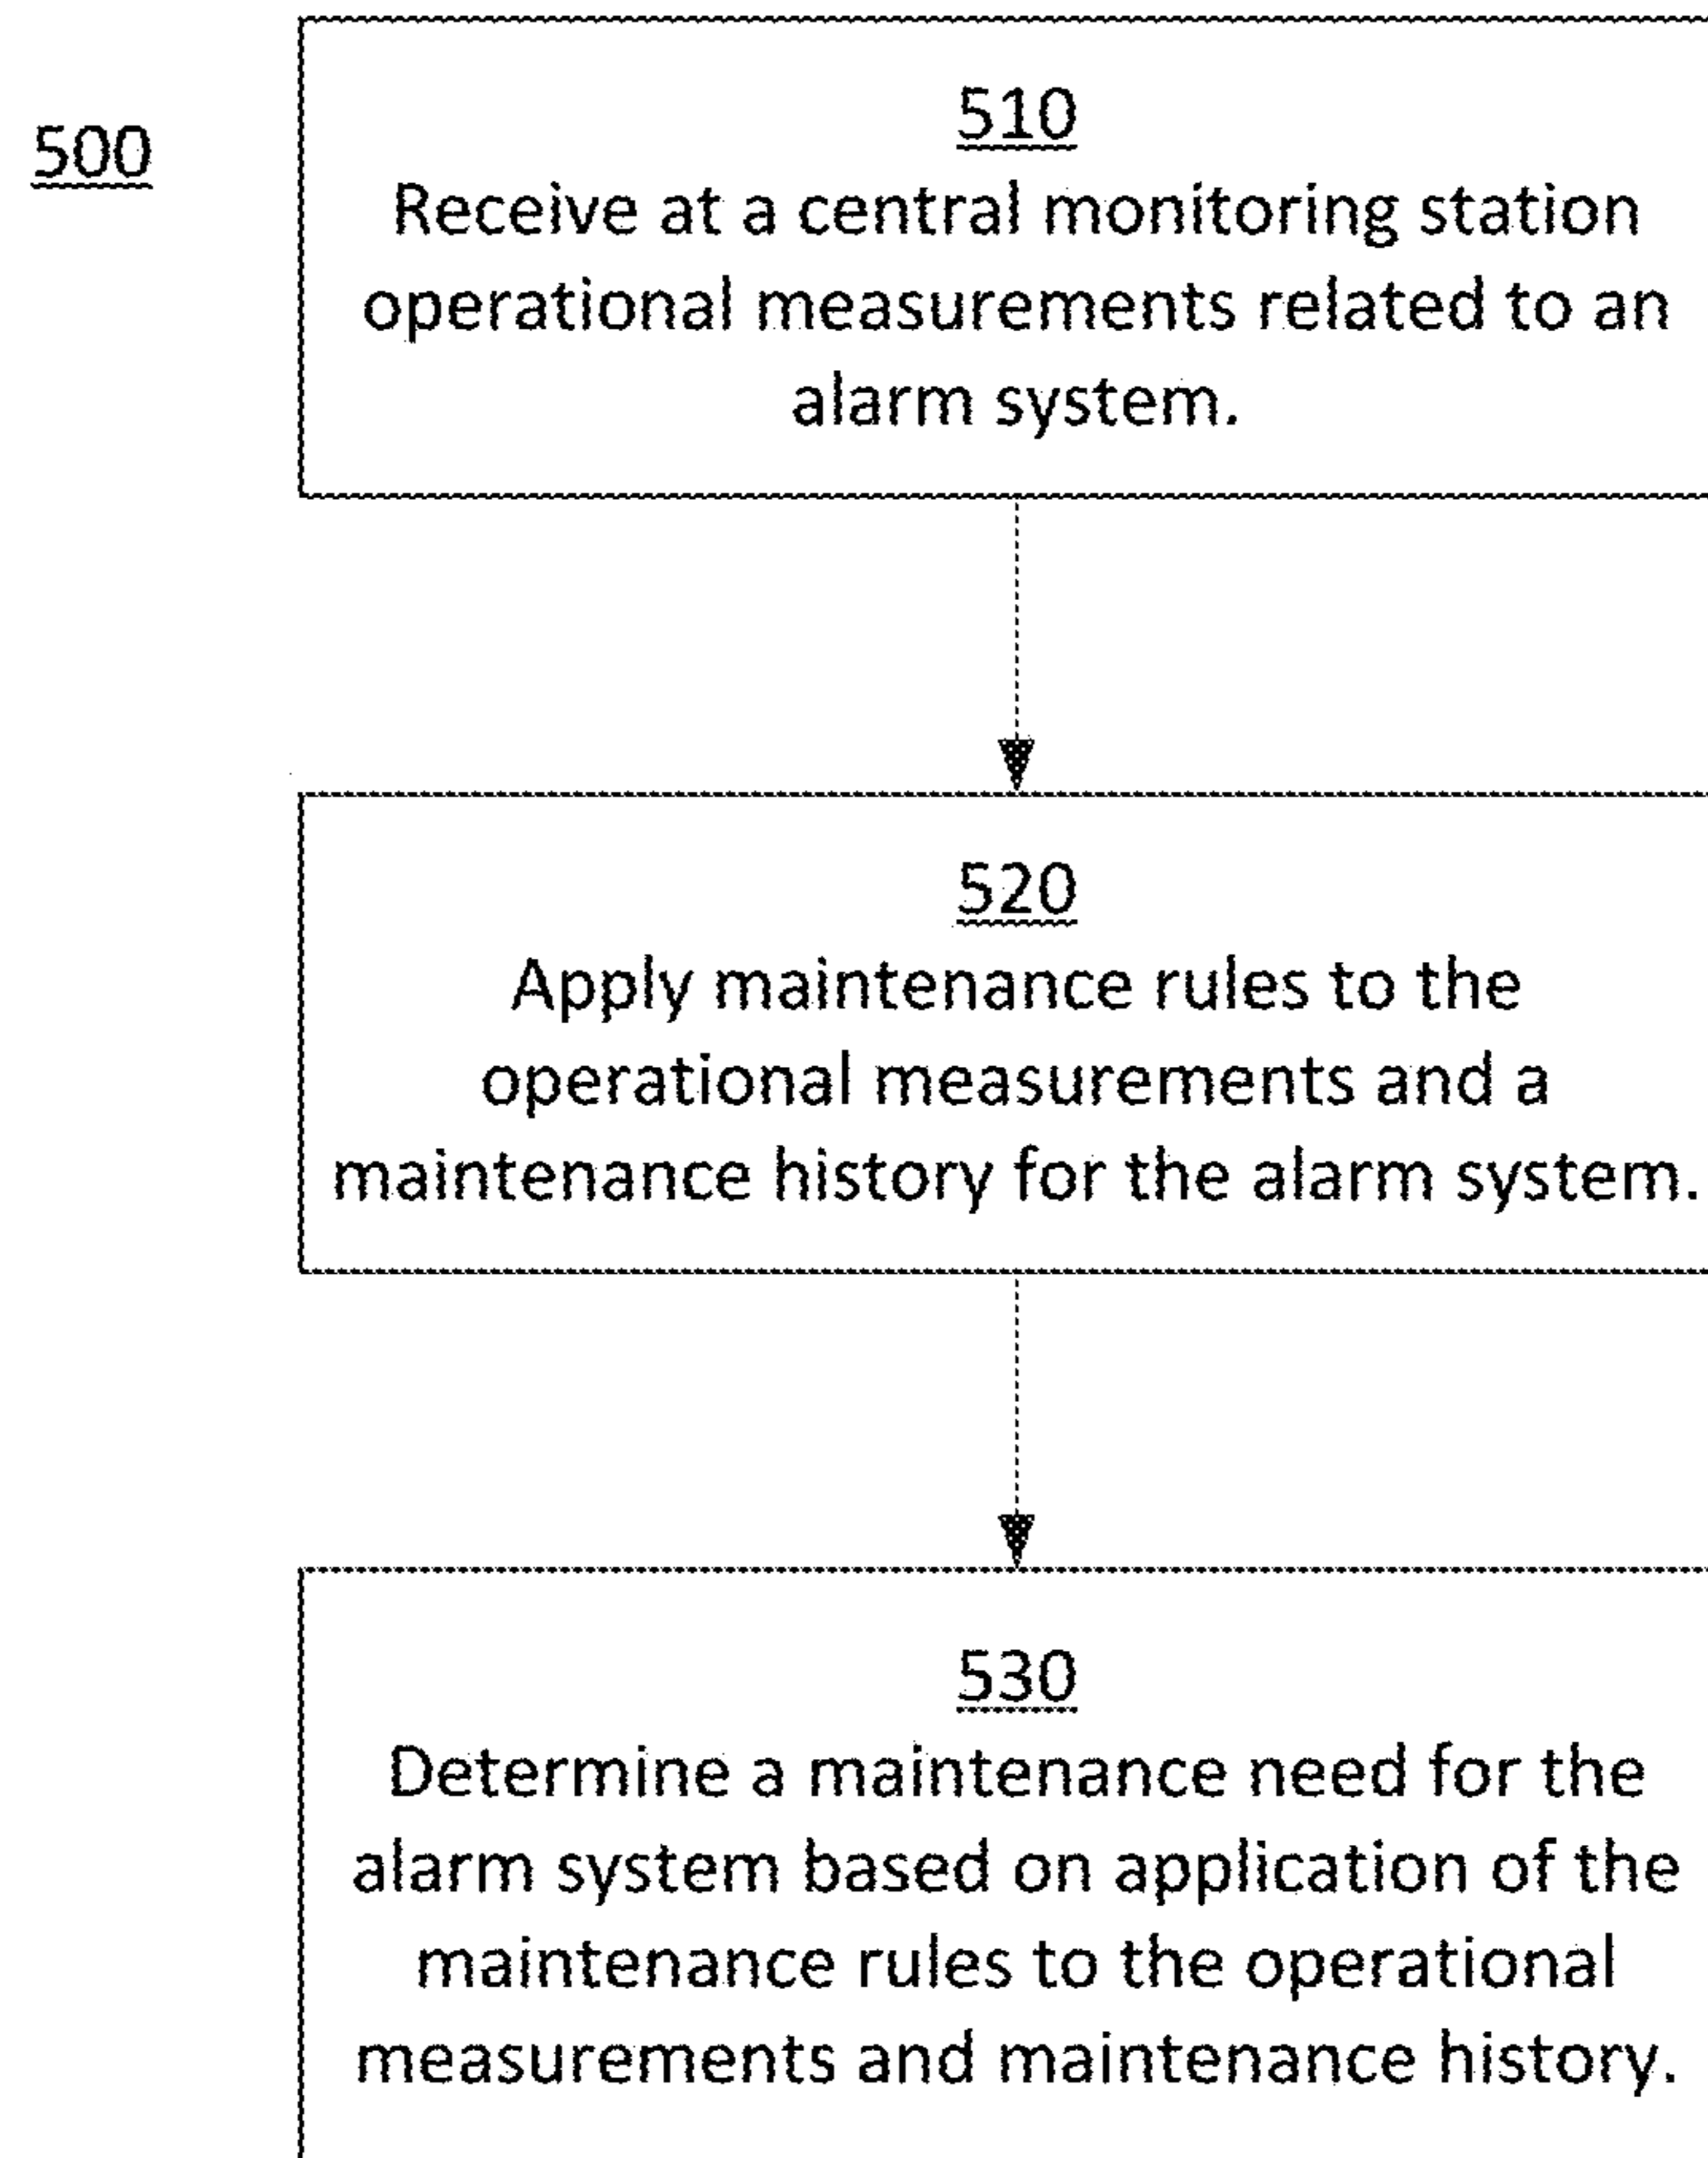 500
510
Receive at a central monitoring station
operational measurements related to an
alarm system.
520
Apply maintenance rules to the
operational measurements and a
maintenance history for the alarm system.
530
Determine a maintenance need for the
alarm system based on application of the
maintenance rules to the operational
measurements and maintenance history.